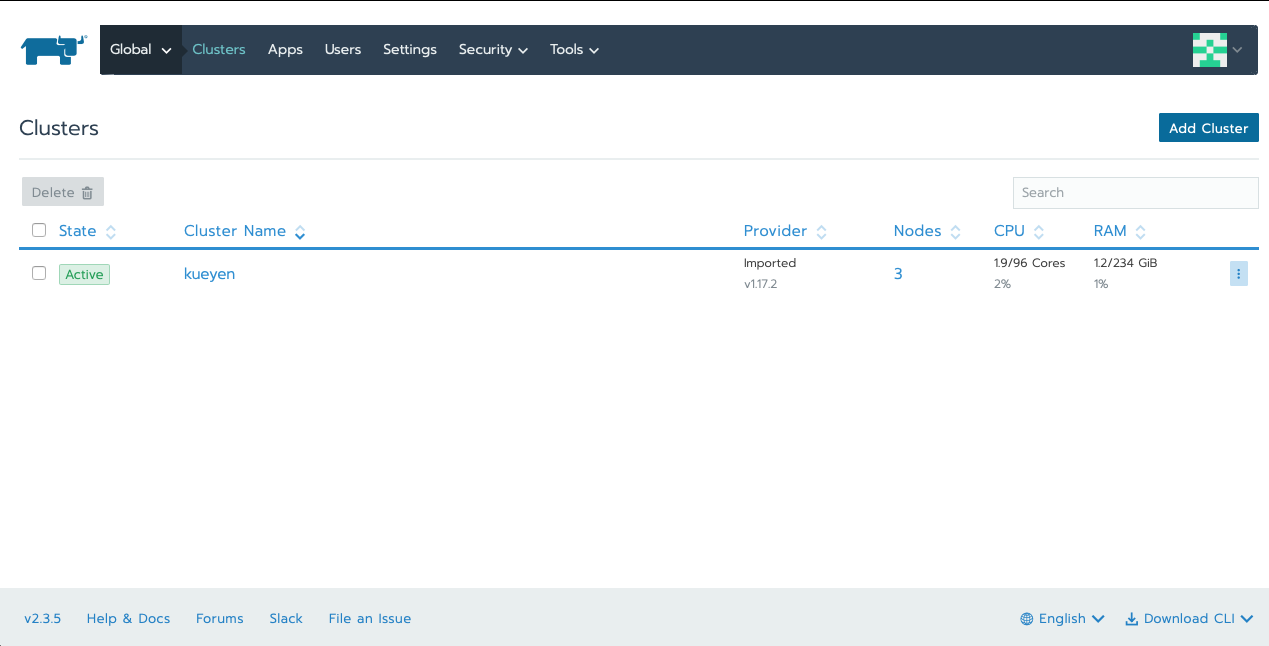 Global Clusters Apps Users Settings Security Tools
Clusters
Add Cluster
Delete
Search
State Cluster Name Provider Nodes CPU RAM
Active kueyen Imported 3 1.9/96 Cores 1.2/234 GiB
v1.17.2 2% 1%
v2.3.5 Help & Docs Forums Slack File an Issue English Download CLI